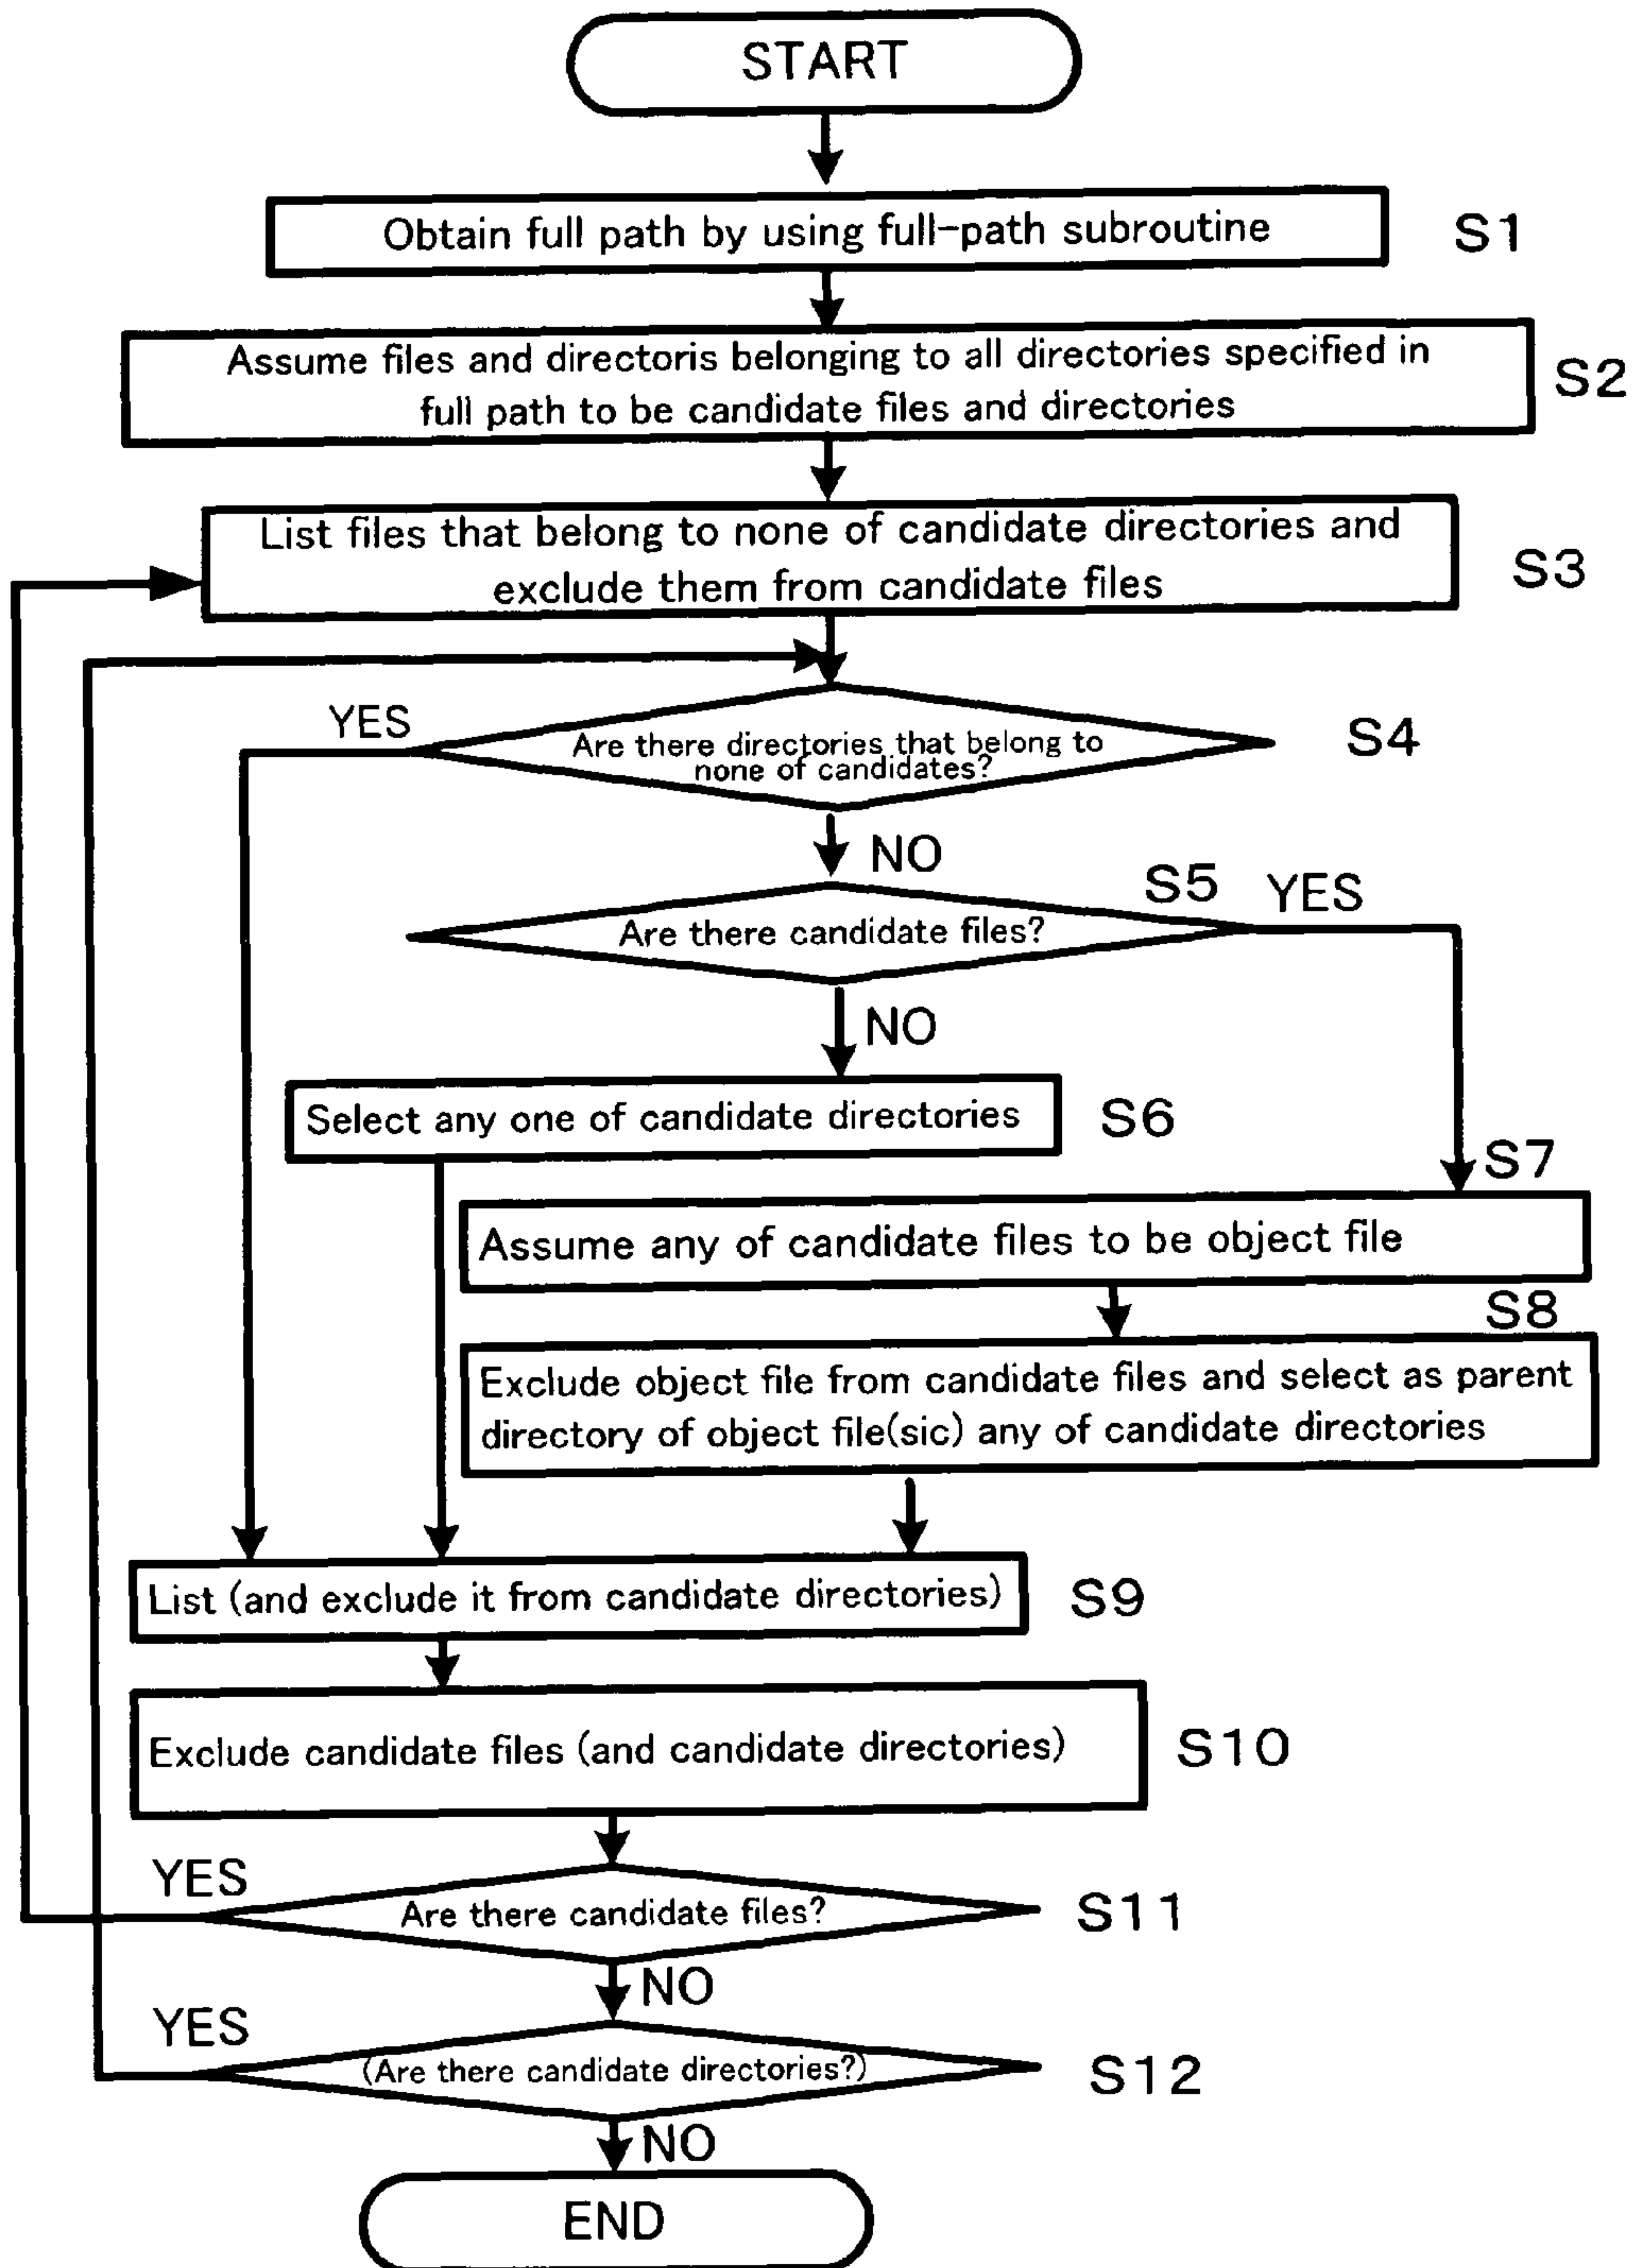 START
Obtain full path by using full-path subroutine
S1
Assume files and directoris belonging to all directories specified in
full path to be candidate files and directories
S2
List files that belong to none of candidate directories and
exclude them from candidate files
S3
YES
Are there directories that belong to
none of candidates?
S4
NO
S5
YES
Are there candidate files?
NO
Select any one of candidate directories
S6
S7
Assume any of candidate files to be object file
S8
Exclude object file from candidate files and select as parent
directory of object file(sic) any of candidate directories
List (and exclude it from candidate directories)
S9
Exclude candidate files (and candidate directories)
S10
YES
Are there candidate files?
S11
NO
YES
(Are there candidate directories?)
S12
NO
END